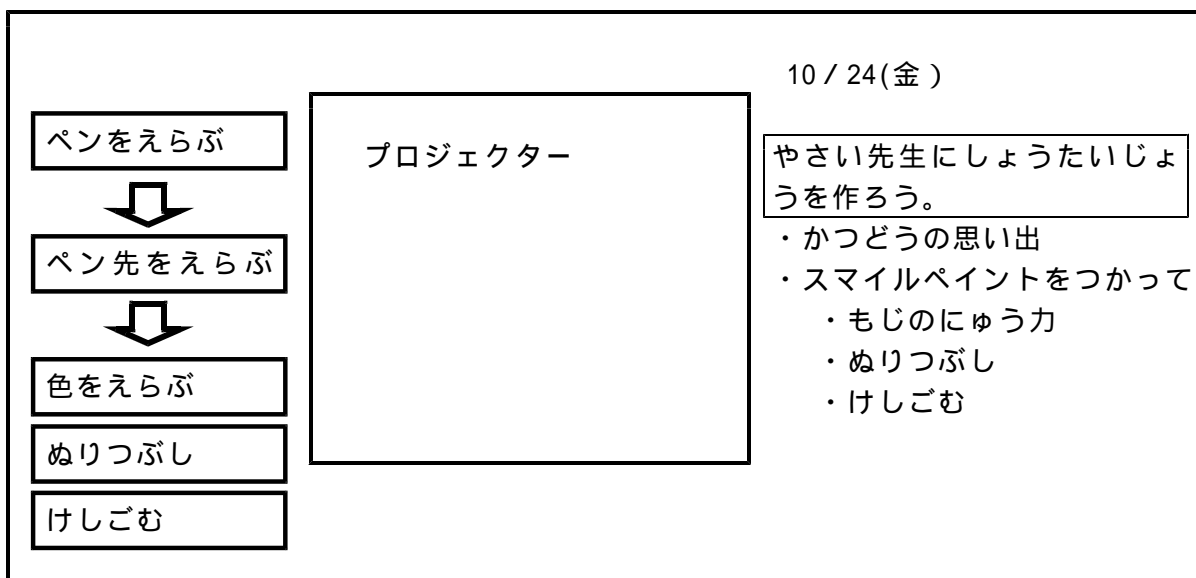 10/24(金)
ペンをえらぶ
ペン先をえらぶ
色をえらぶ
ぬりつぶし
けしごむ
プロジェクター
やさい先生にしょうたいじょ
うを作ろう。
・かつどうの思い出
・スマイルペイントをつかって
・もじのにゅう力
・ぬりつぶし
・けしごむ